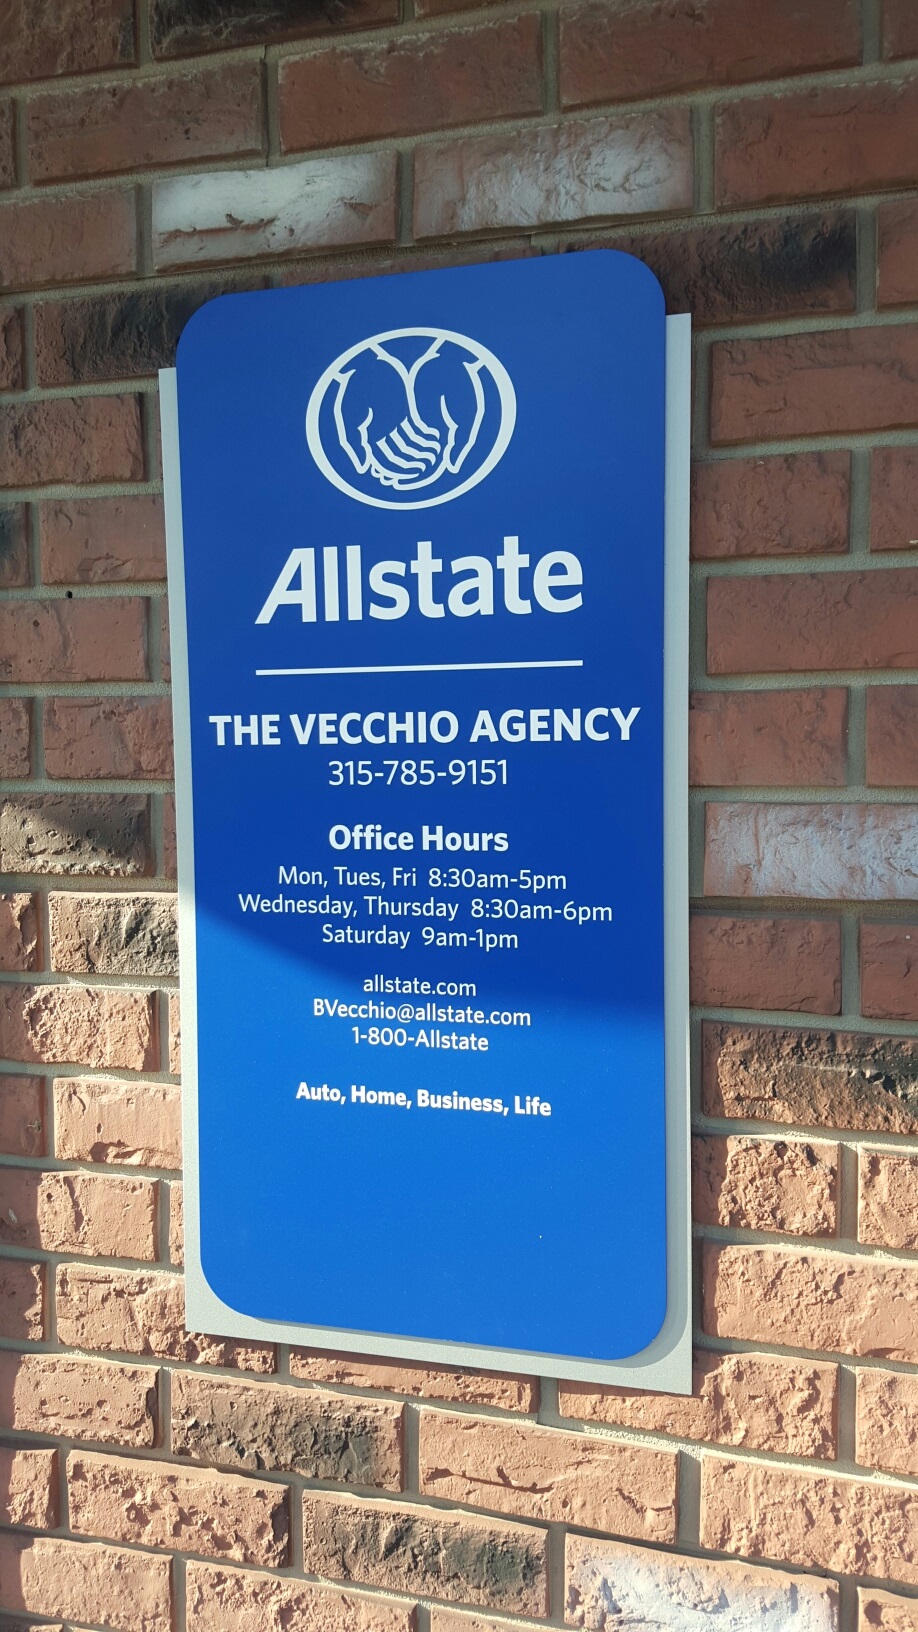 Allstate
THE VECCHIO AGENCY
315-785-9151
Office Hours
Mon, Tues, Fri 8:30am-5pm
Wednesday, Thursday 8:30am-6pm
Saturday 9am-1pm
allstate.com
BVecchio@allstate.com
1-800-Allstate
Auto, Home, Business, Life